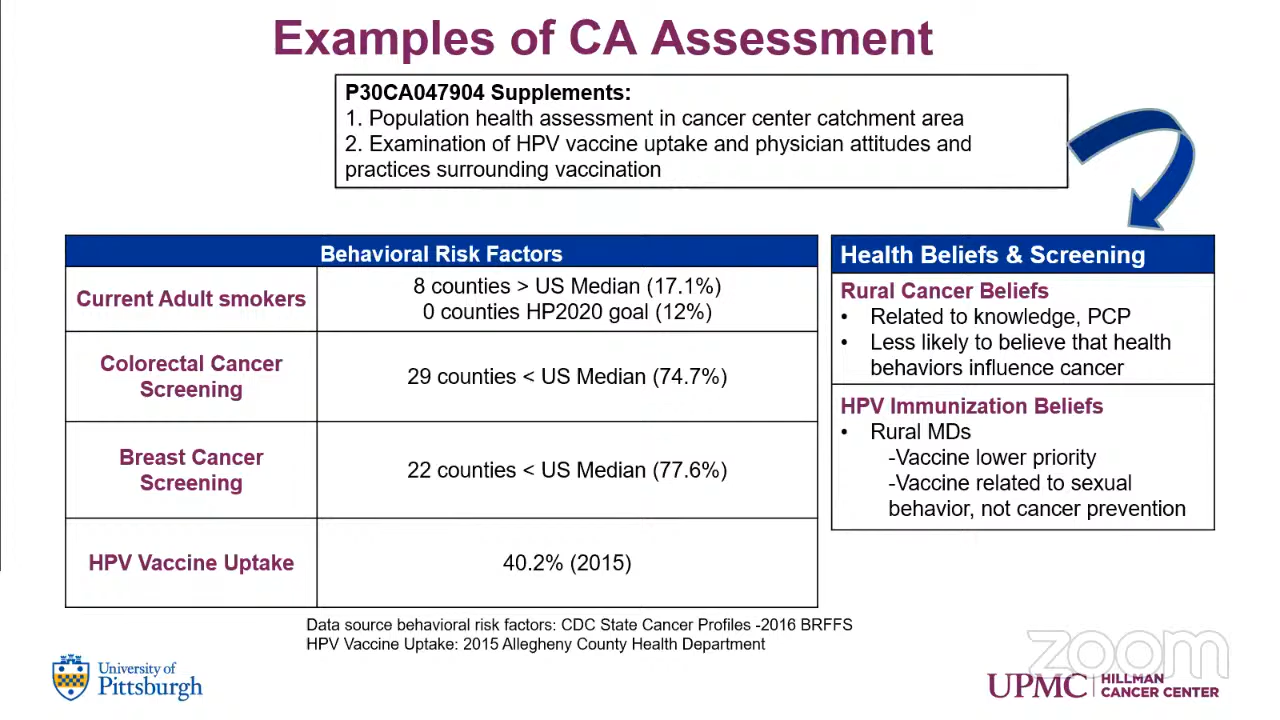 Examples of CA Assessment
P30CA047904 Supplements:
1. Population health assessment in cancer center catchment area
2. Examination of HPV vaccine uptake and physician attitudes and
practices surrounding vaccination
Behavioral Risk Factors
Current Adult smokers
8 counties > US Median (17.1%)
0 counties HP2020 goal (12%)
Colorectal Cancer
Screening
29 counties < US Median (74.7%)
Breast Cancer
Screening
22 counties < US Median (77.6%)
HPV Vaccine Uptake
40.2% (2015)
Health Beliefs & Screening
Rural Cancer Beliefs
• Related to knowledge, PCP
• Less likely to believe that health
behaviors influence cancer
HPV Immunization Beliefs
• Rural MDs
-Vaccine lower priority
-Vaccine related to sexual
behavior, not cancer prevention
Data source behavioral risk factors: CDC State Cancer Profiles -2016 BRFFS
HPV Vaccine Uptake: 2015 Allegheny County Health Department
University of
Pittsburgh
zoom
UPMC | HILLMAN
CANCER CENTER